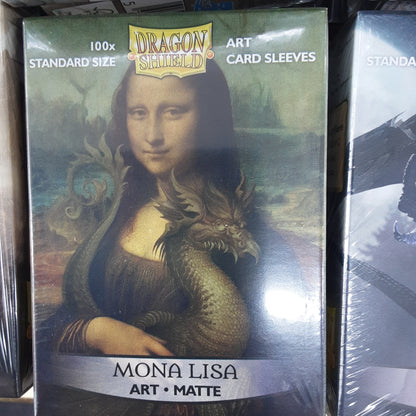 100x
STANDARD SIZE
DRAGON
SHIELD
ART
CARD SLEEVES
STANDA
MONA LISA
ART • MATTE